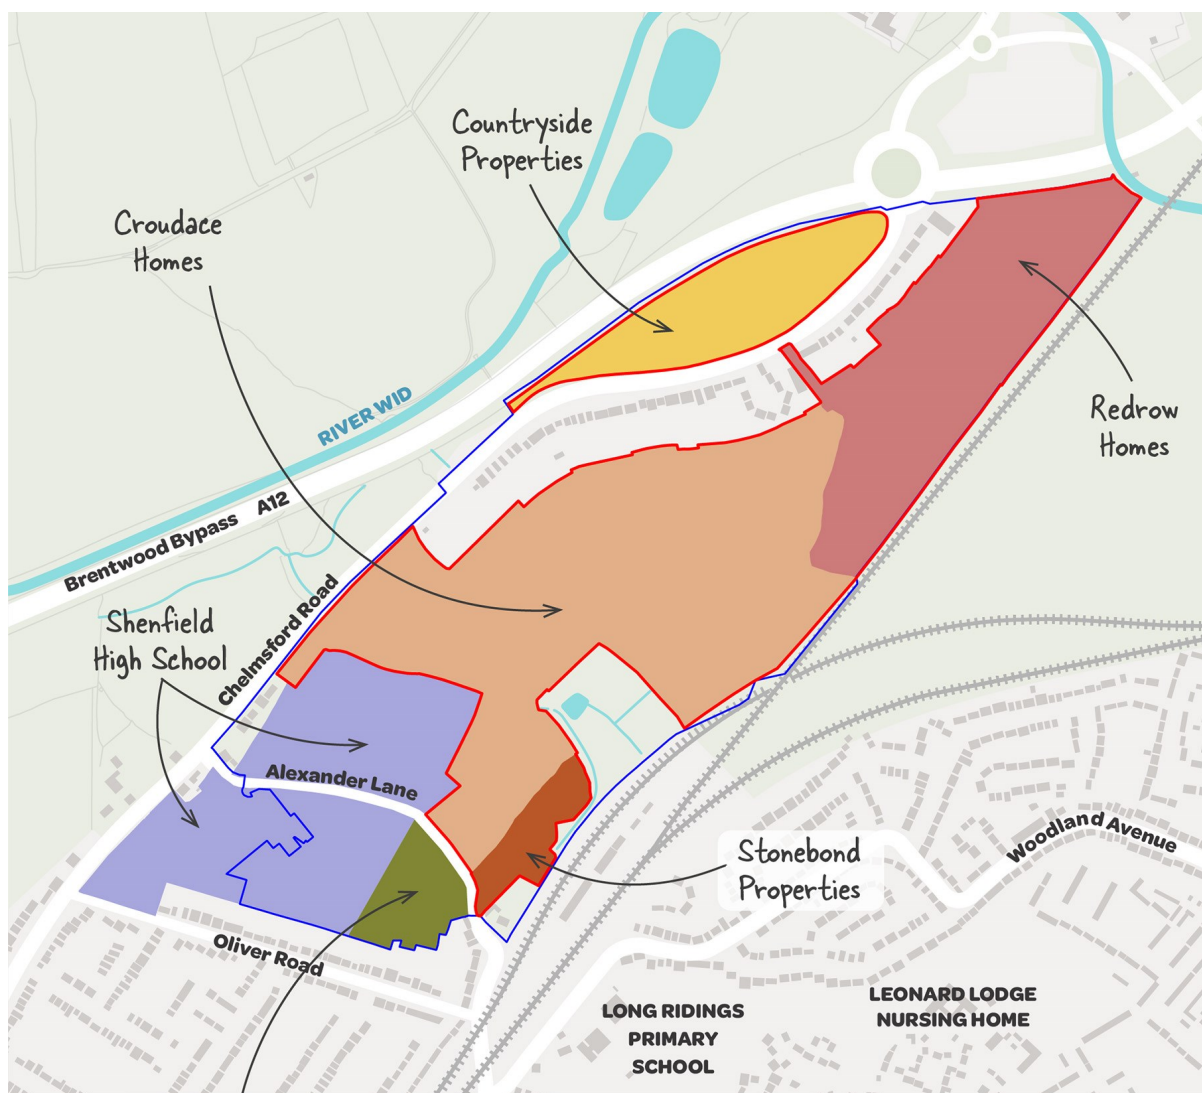 Countryside
Properties
Croudace
Homes
RIVER WID
Redrow
Homes
Brentwood Bypass A12
Chelmsford Road
Shenfield
High School
Alexander Lane
Woodland Avenue
Stonebond
Properties
Oliver Road
LEONARD LODGE
NURSING HOME
LONG RIDINGS
PRIMARY
SCHOOL